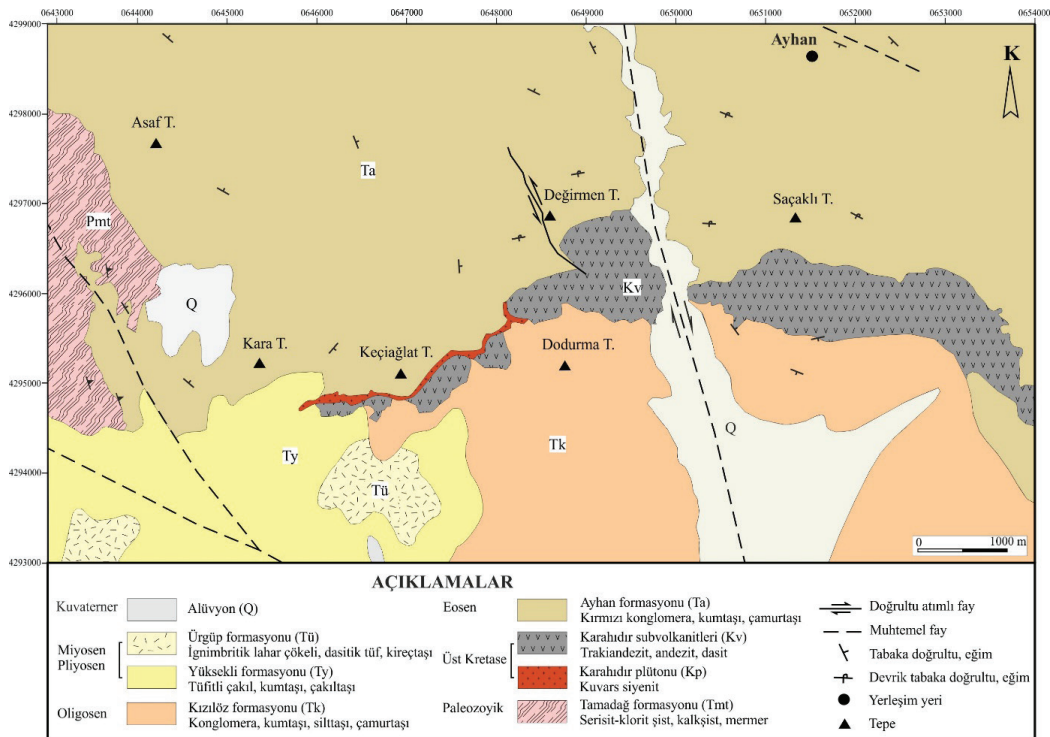 0643000 0644000 0645000 0646000 0647000 0648000 0649000 0650000 0651000 0652000 0653000 0654000
4299000
Ayhan
K
4298000
Asaf T.
Ta
Değirmen T.
Saçaklı T.
4297000
Pmt
Q
Kv
4296000
Kara T.
Keçiağlat T.
Dodurma T.
4295000
Q
Ty
Tk
4294000
Tü
0 1000 m
4293000
AÇIKLAMALAR
Kuvaterner
Alüvyon (Q)
Miyosen
Pliyosen
Ürgüp formasyonu (Tü)
İgnimbritik lahar çökeli, dasitik tüf, kireçtaşı
Yüksekli formasyonu (Ty)
Tüfitli çakıl, kumtaşı, çakıltaşı
Oligosen
Kızılöz formasyonu (Tk)
Konglomera, kumtaşı, silttaşı, çamurtaşı
Eosen
Ayhan formasyonu (Ta)
Kırmızı konglomera, kumtaşı, çamurtaşı
Üst Kretase
Karahıdır subvolkanitleri (Kv)
Trakiandezit, andezit, dasit
Karahıdır plütonu (Kp)
Kuvars siyenit
Paleozoyik
Tamadağ formasyonu (Tmt)
Serisit-klorit şist, kalkşist, mermer
Doğrultu atımlı fay
Muhtemel fay
Tabaka doğrultu, eğim
Devrik tabaka doğrultu, eğim
Yerleşim yeri
Tepe